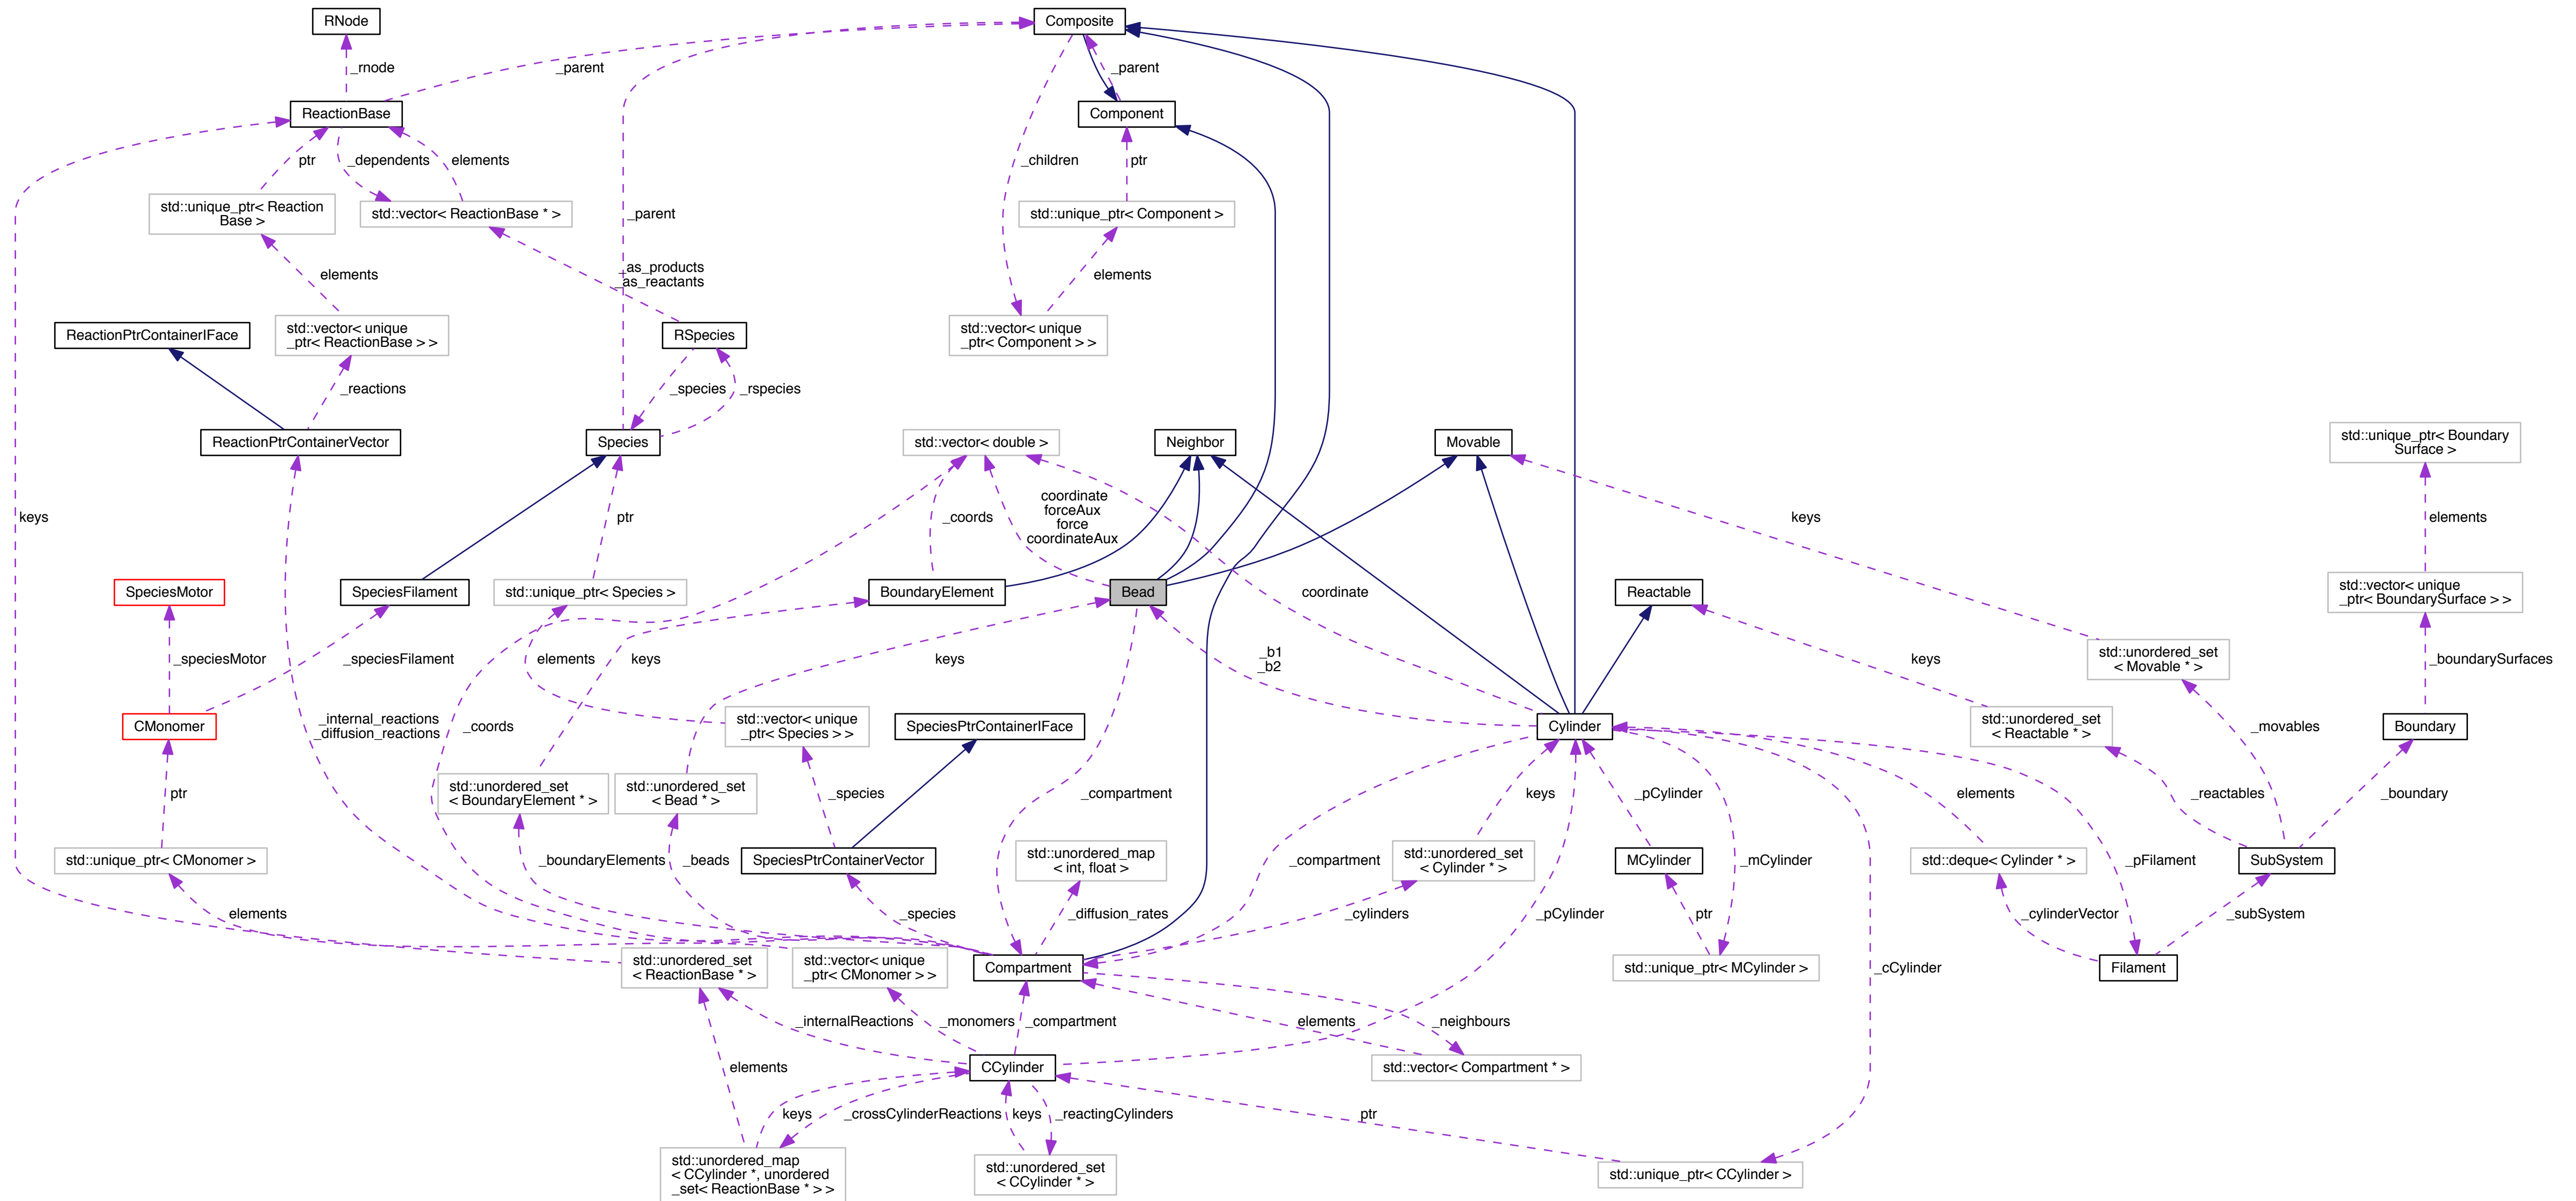 RNode
Composite
_rnode
_parent
_parent
ReactionBase
Component
ptr
_dependents
elements
_children
ptr
std::unique_ptr< Reaction
Base >
std::vector< ReactionBase * >
_parent
std::unique_ptr< Component >
elements
_as_products
_as_reactants
elements
ReactionPtrContainerIFace
std::vector< unique
_ptr< ReactionBase > >
RSpecies
std::vector< unique
_ptr< Component > >
_reactions
_species
_rspecies
ReactionPtrContainerVector
Species
std::vector< double >
Neighbor
Movable
std::unique_ptr< Boundary
Surface >
keys
ptr
_coords
coordinate
forceAux
force
coordinateAux
keys
elements
SpeciesMotor
SpeciesFilament
std::unique_ptr< Species >
BoundaryElement
Bead
coordinate
Reactable
std::vector< unique
_ptr< BoundarySurface > >
_speciesMotor
_speciesFilament
elements
keys
keys
_b1
_b2
keys
std::unordered_set
< Movable * >
_boundarySurfaces
CMonomer
_internal_reactions
_diffusion_reactions
_coords
std::vector< unique
_ptr< Species > >
SpeciesPtrContainerIFace
Cylinder
std::unordered_set
< Reactable * >
_movables
Boundary
ptr
std::unordered_set
< BoundaryElement * >
std::unordered_set
< Bead * >
_species
_compartment
keys
_pCylinder
elements
_reactables
_boundary
std::unique_ptr< CMonomer >
_boundaryElements
_beads
SpeciesPtrContainerVector
std::unordered_map
< int, float >
_compartment
std::unordered_set
< Cylinder * >
MCylinder
_mCylinder
std::deque< Cylinder * >
_pFilament
SubSystem
elements
_species
_diffusion_rates
_cylinders
_pCylinder
ptr
_cylinderVector
_subSystem
std::unordered_set
< ReactionBase * >
std::vector< unique
_ptr< CMonomer > >
Compartment
std::unique_ptr< MCylinder >
_cCylinder
Filament
_internalReactions
_monomers
_compartment
elements
_neighbours
elements
CCylinder
std::vector< Compartment * >
keys
_crossCylinderReactions
keys
_reactingCylinders
ptr
std::unordered_map
< CCylinder *, unordered
_set< ReactionBase * > >
std::unordered_set
< CCylinder * >
std::unique_ptr< CCylinder >